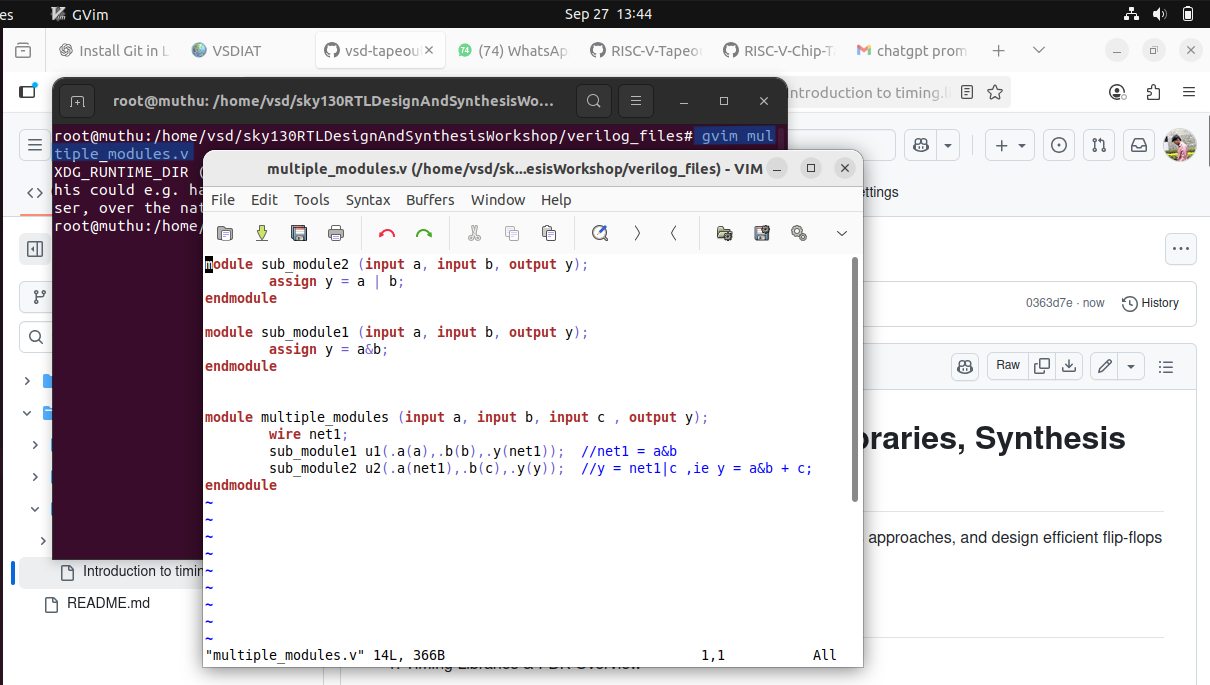 es GVim Sep 27 13:44
Install Git in L VSDIAT vsd-tapeou (74) WhatsAp RISC-V-Tapeou RISC-V-Chip-T chatgpt prom
ntroduction to timing.l
root@muthu: /home/vsd/sky130RTLDesignAndSynthesisWo...
root@muthu:/home/vsd/sky130RTLDesignAndSynthesisWorkshop/verilog_files# gvim mul
tiple_modules.v
XDG_RUNTIME_DIR (
his could e.g. ha
ser, over the nat
root@muthu:/home/
multiple_modules.v (/home/vsd/sk...esisWorkshop/verilog_files) - VIM
File Edit Tools Syntax Buffers Window Help
module sub_module2 (input a, input b, output y);
assign y = a | b;
endmodule
module sub_module1 (input a, input b, output y);
assign y = a&b;
endmodule
module multiple_modules (input a, input b, input c , output y);
wire net1;
sub_module1 u1(.a(a),.b(b),.y(net1)); //net1 = a&b
sub_module2 u2(.a(net1),.b(c),.y(y)); //y = net1|c ,ie y = a&b + c;
endmodule
~
~
~
~
~
~
~
~
~
"multiple_modules.v" 14L, 366B 1,1 All
ettings
0363d7e · now History
Raw
braries, Synthesis
approaches, and design efficient flip-flops
Introduction to timin
README.md